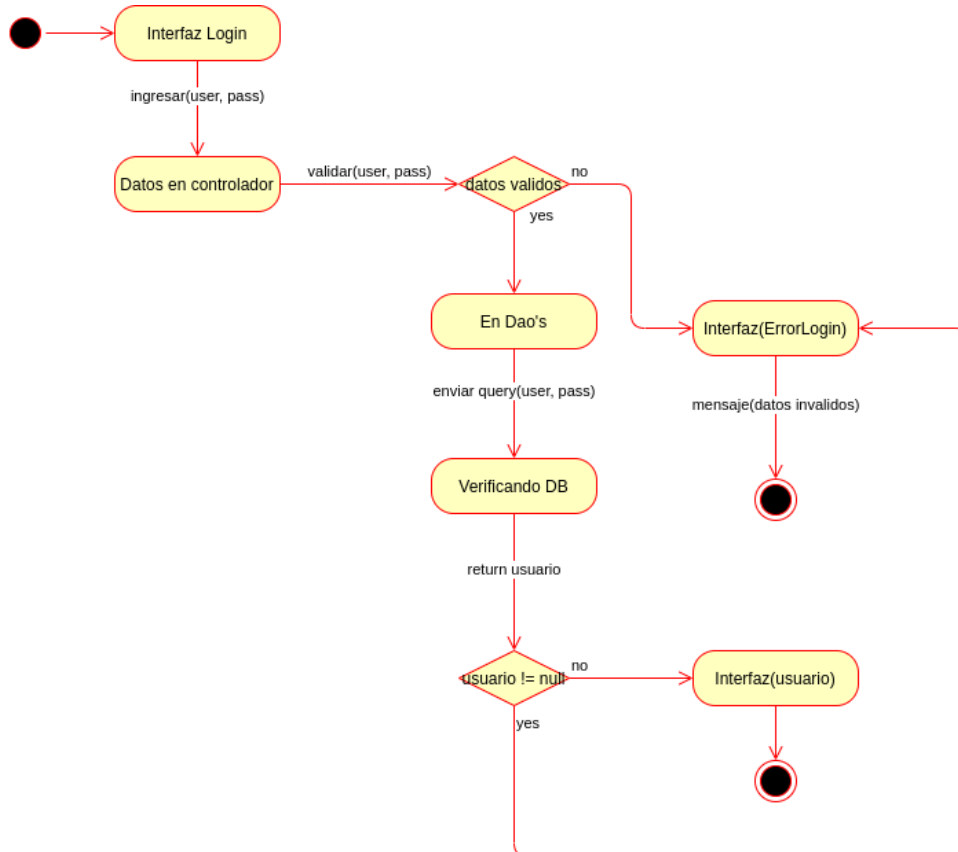 Interfaz Login
ingresar(user, pass)
Datos en controlador
validar(user, pass)
datos validos
no
yes
En Dao's
Interfaz(ErrorLogin)
enviar query(user, pass)
mensaje(datos invalidos)
Verificando DB
return usuario
usuario != null
no
Interfaz(usuario)
yes